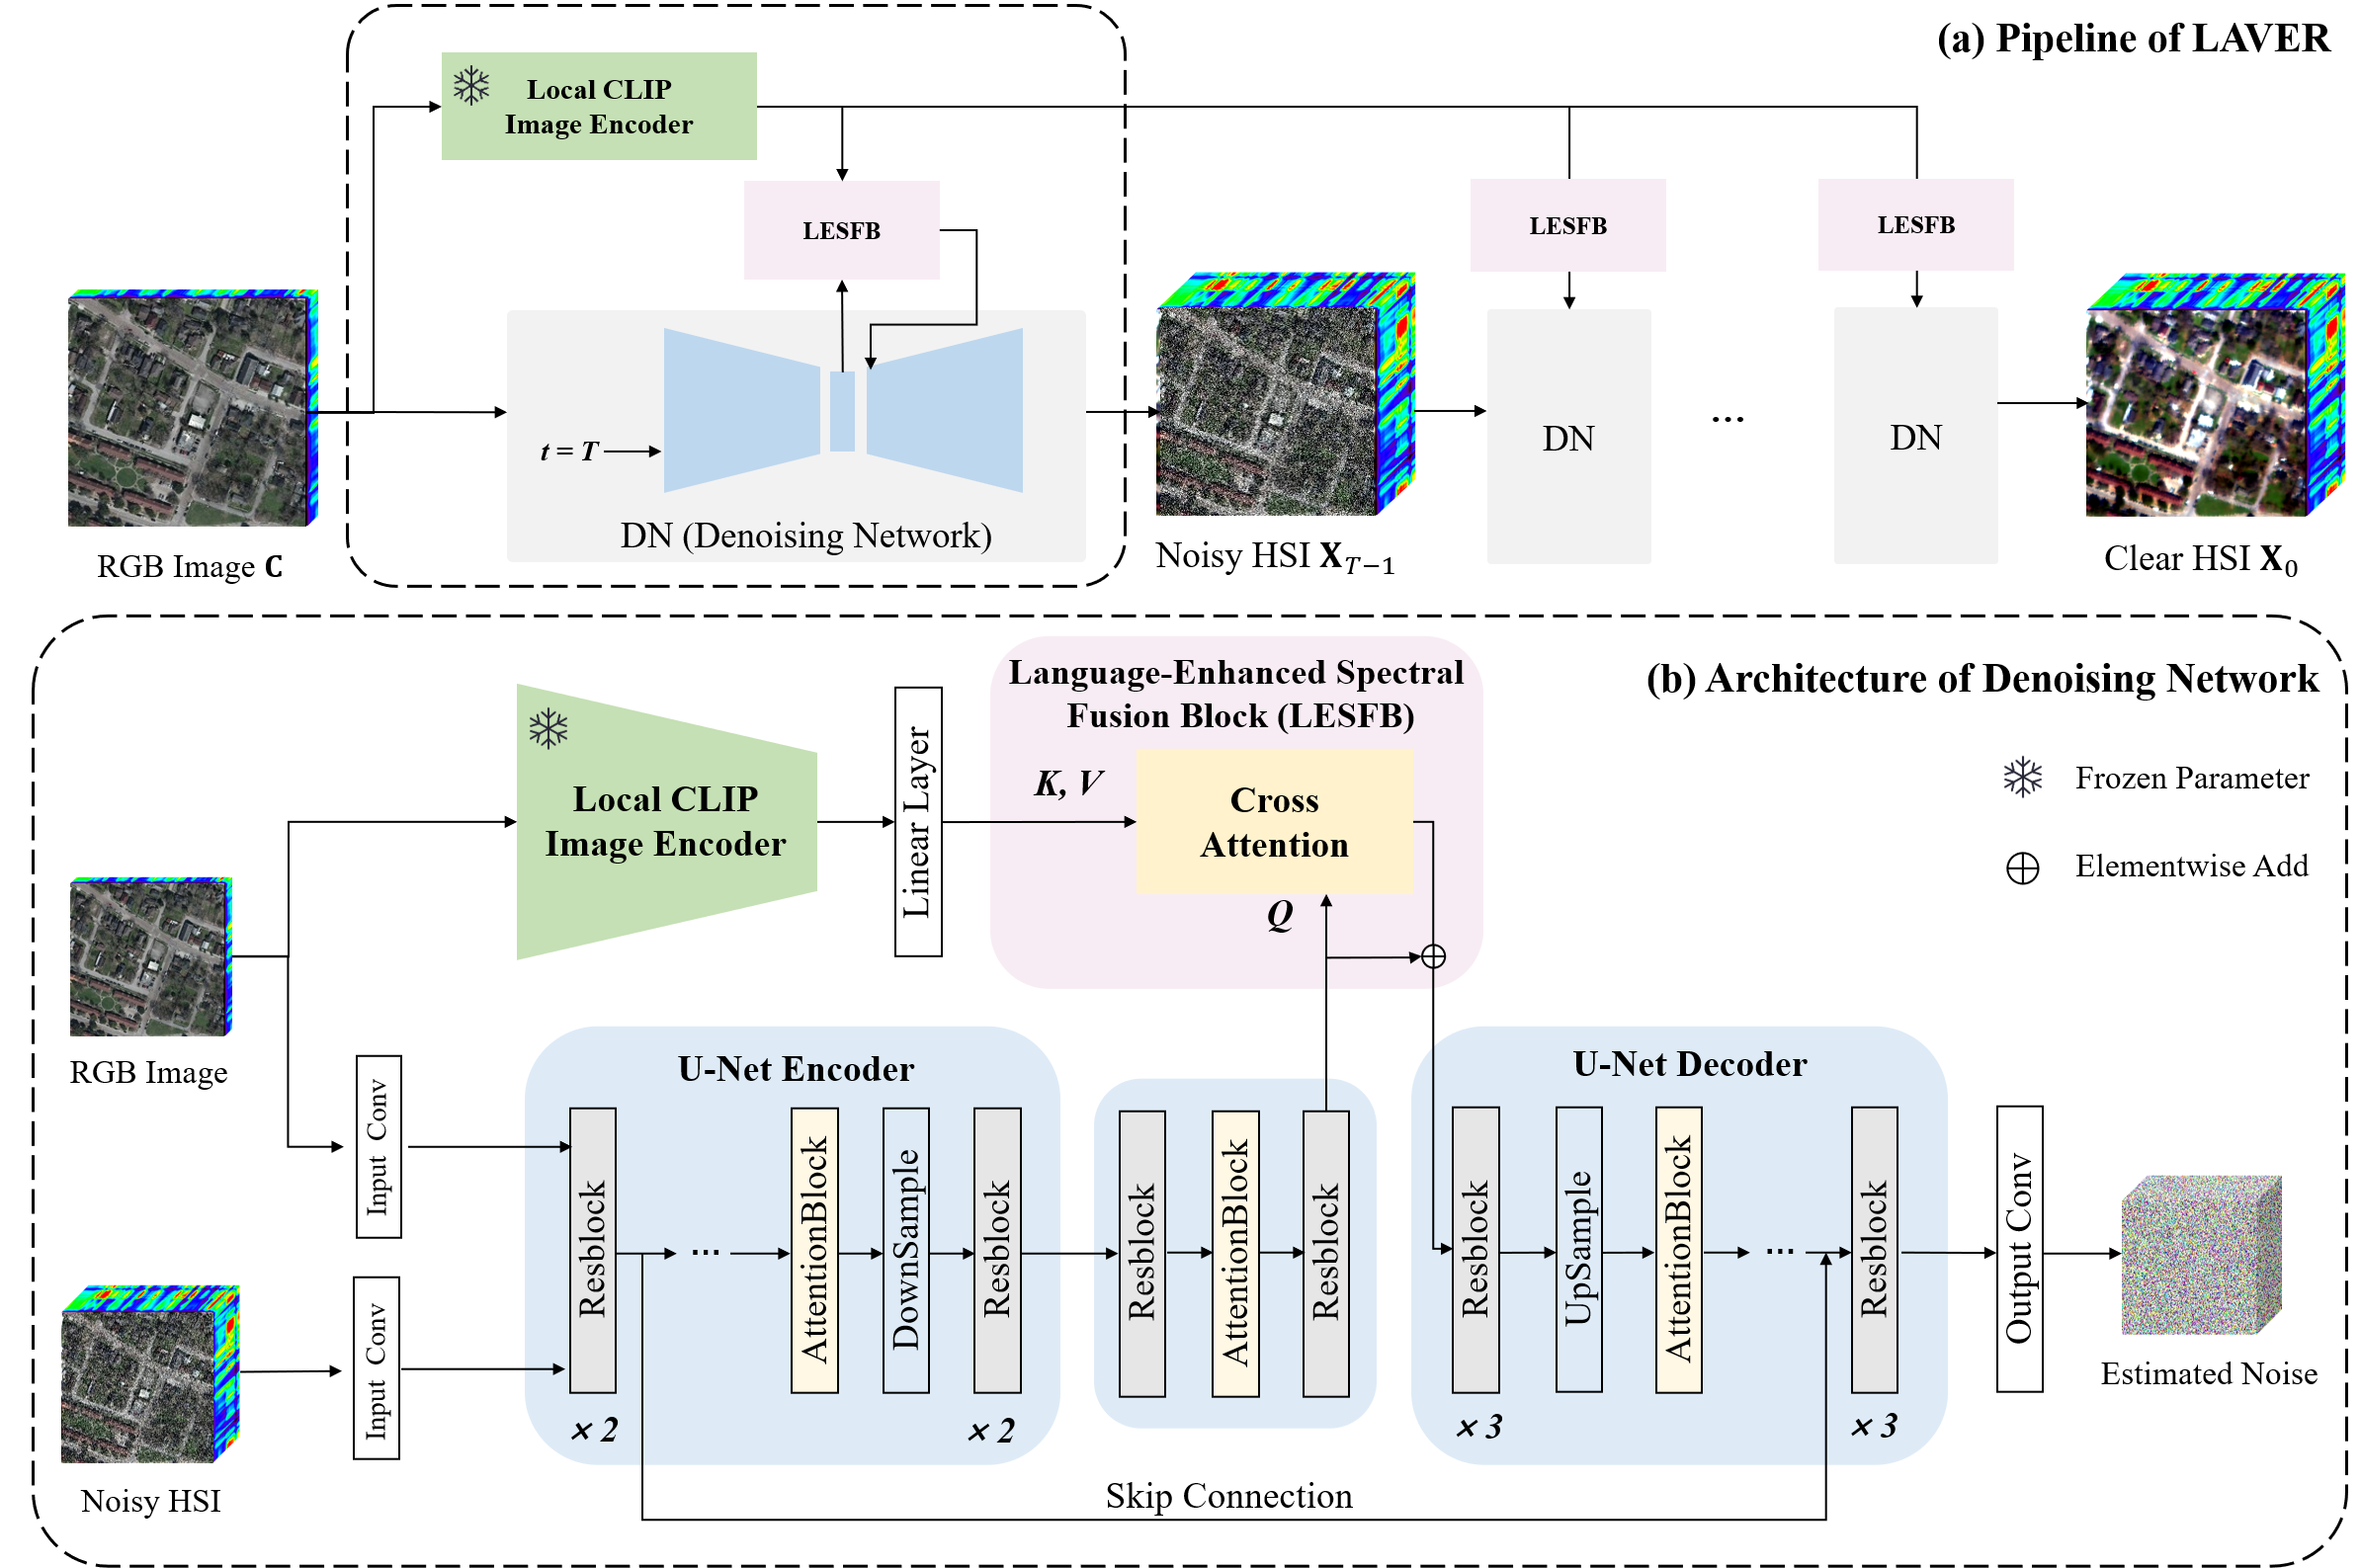 (a) Pipeline of LAVER
Local CLIP
Image Encoder
LESFB
LESFB
LESFB
t = T
DN (Denoising Network)
DN
...
DN
RGB Image C
Noisy HSI X_{T-1}
Clear HSI X_0
Language-Enhanced Spectral
Fusion Block (LESFB)
(b) Architecture of Denoising Network
Local CLIP
Image Encoder
Linear Layer
K, V
Cross
Attention
Q
Frozen Parameter
Elementwise Add
RGB Image
Input Conv
U-Net Encoder
Resblock
...
AttentionBlock
DownSample
Resblock
× 2
× 2
Resblock
AttentionBlock
Resblock
U-Net Decoder
Resblock
UpSample
AttentionBlock
...
Resblock
× 3
× 3
Output Conv
Estimated Noise
Input Conv
Noisy HSI
Skip Connection